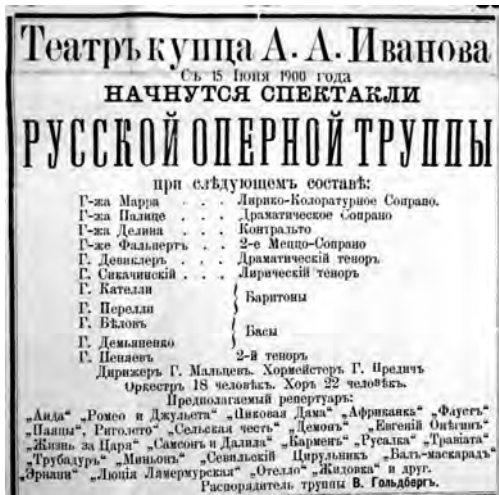 Театръ купца А. А. Иванова
Съ 15 Іюня 1900 года
НАЧНУТСЯ СПЕКТАКЛИ
РУССКОЙ ОПЕРНОЙ ТРУППЫ
при слѣдующемъ составѣ:
Г-жа Марра . . . Лирико-Колоратурное Сопрано.
Г-жа Палице . . . Драматическое Сопрано
Г-жа Делина . . . Контральто
Г-же Фальпертъ . . . 2-е Меццо-Сопрано
Г. Девиклеръ . . . Драматическій теноръ
Г. Сикачинскій . . . Лирическій теноръ
Г. Кателли
Г. Перелли
Баритоны
Г. Бѣловъ
Г. Демьяненко
Басы
Г. Пеняевъ 2-й теноръ
Дирижеръ Г. Мальцевъ. Хормейстеръ Г. Предичъ
Оркестръ 18 человѣкъ. Хоръ 22 человѣкъ.
Предполагаемый репертуаръ:
„Аида“ „Ромео и Джульета“ „Пиковая Дама“ „Африканка“ „Фаустъ“
„Паяцы“, Риголето“ „Сельская честь“ „Демонъ“ „Евгеній Онѣгинъ“
„Жизнь за Царя“ „Самсонъ и Далила“ „Карменъ“ „Русалка“ „Травіата“
„Трубадуръ“ „Миньонъ“ „Севильскій Цирульникъ „Балъ-маскарадъ“
„Эрнани“ „Люція Лямермурская“ „Отелло“ „Жидовка“ и друг.
Распорядитель труппы В. Гольдбергъ.